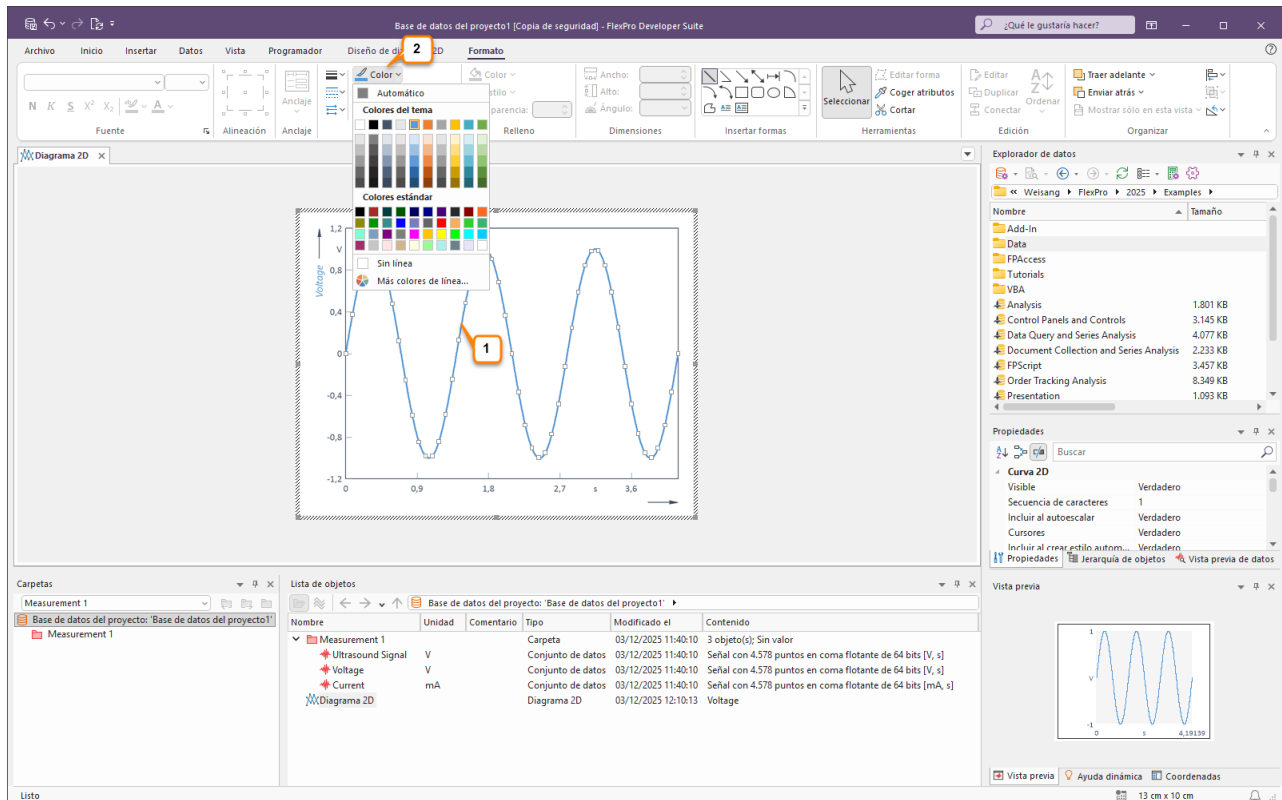 Base de datos del proyecto1 [Copia de seguridad] - FlexPro Developer Suite
¿Qué le gustaría hacer?
Archivo Inicio Insertar Datos Vista Programador Diseño de di 2D Formato
2
Color
Color
Ancho:
Editar forma
Editar
Traer adelante
Automático
stilo
Alto:
Coger atributos
Duplicar
Enviar atrás
N K S X² X₂ A
Anclaje
parencia:
Ángulo:
Seleccionar
Cortar
Conectar
Ordenar
Mostrar sólo en esta vista
Fuente Alineación Anclaje Relleno Dimensiones Insertar formas Herramientas Edición Organizar
Colores del tema
Colores estándar
Sin línea
Más colores de línea...
Diagrama 2D
1,2
V
0,8
Voltage
0,4
0
-0,4
-0,8
-1,2
0 0,9 1,8 2,7 s 3,6
1
Explorador de datos
« Weisang FlexPro 2025 Examples
Nombre Tamaño
Add-In
Data
FPAccess
Tutorials
VBA
Analysis 1.801 KB
Control Panels and Controls 3.145 KB
Data Query and Series Analysis 4.077 KB
Document Collection and Series Analysis 2.233 KB
FPScript 3.457 KB
Order Tracking Analysis 8.349 KB
Presentation 1.093 KB
Propiedades
Buscar
Curva 2D
Visible Verdadero
Secuencia de caracteres 1
Incluir al autoescalar Verdadero
Cursores Verdadero
Incluir al crear estilo autom... Verdadero
Propiedades Jerarquía de objetos Vista previa de datos
Carpetas
Measurement 1
Base de datos del proyecto: 'Base de datos del proyecto1'
Measurement 1
Lista de objetos
Base de datos del proyecto: 'Base de datos del proyecto1'
Nombre Unidad Comentario Tipo Modificado el Contenido
Measurement 1 Carpeta 03/12/2025 11:40:10 3 objeto(s); Sin valor
Ultrasound Signal V Conjunto de datos 03/12/2025 11:40:10 Señal con 4.578 puntos en coma flotante de 64 bits [V, s]
Voltage V Conjunto de datos 03/12/2025 11:40:10 Señal con 4.578 puntos en coma flotante de 64 bits [V, s]
Current mA Conjunto de datos 03/12/2025 11:40:10 Señal con 4.578 puntos en coma flotante de 64 bits [mA, s]
Diagrama 2D Diagrama 2D 03/12/2025 12:10:13 Voltage
Vista previa
1
V
-1
0 s 4,19139
Vista previa Ayuda dinámica Coordenadas
Listo
13 cm x 10 cm